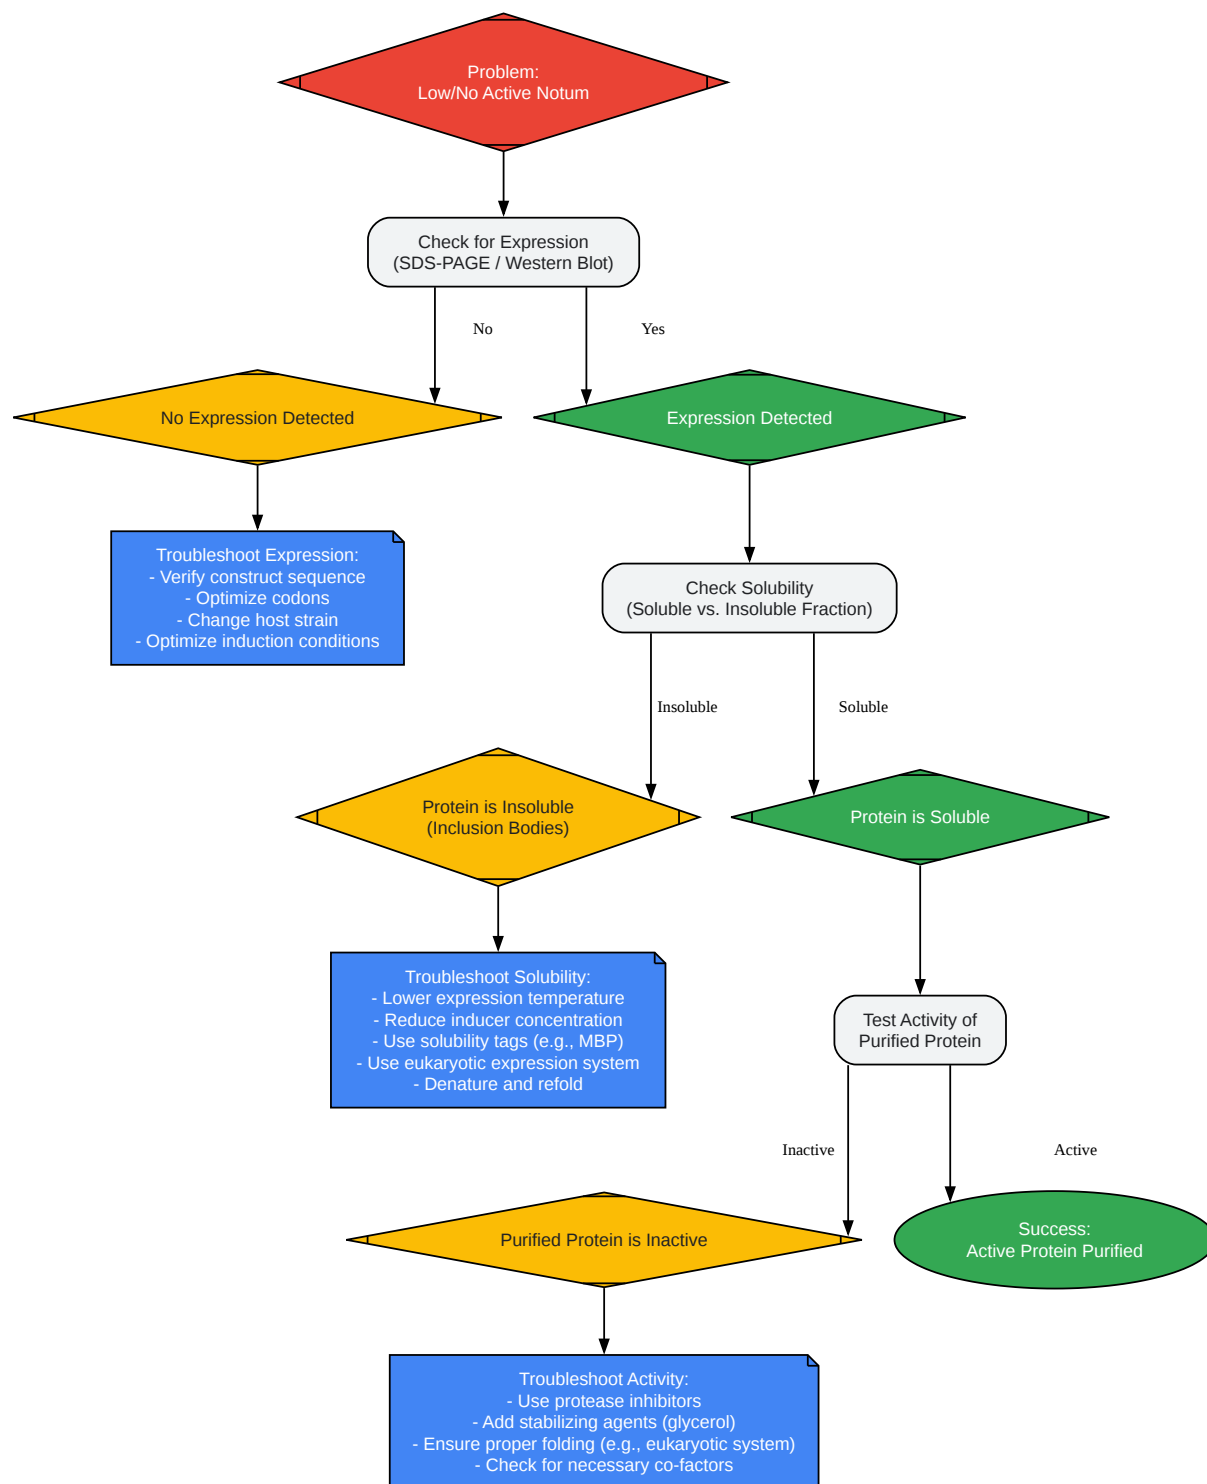 Problem:
Low/No Active Notum
Check for Expression
(SDS-PAGE / Western Blot)
No
Yes
No Expression Detected
Expression Detected
Troubleshoot Expression:
- Verify construct sequence
- Optimize codons
- Change host strain
- Optimize induction conditions
Check Solubility
(Soluble vs. Insoluble Fraction)
Insoluble
Soluble
Protein is Insoluble
(Inclusion Bodies)
Protein is Soluble
Troubleshoot Solubility:
- Lower expression temperature
- Reduce inducer concentration
- Use solubility tags (e.g., MBP)
- Use eukaryotic expression system
- Denature and refold
Test Activity of
Purified Protein
Inactive
Active
Purified Protein is Inactive
Success:
Active Protein Purified
Troubleshoot Activity:
- Use protease inhibitors
- Add stabilizing agents (glycerol)
- Ensure proper folding (e.g., eukaryotic system)
- Check for necessary co-factors